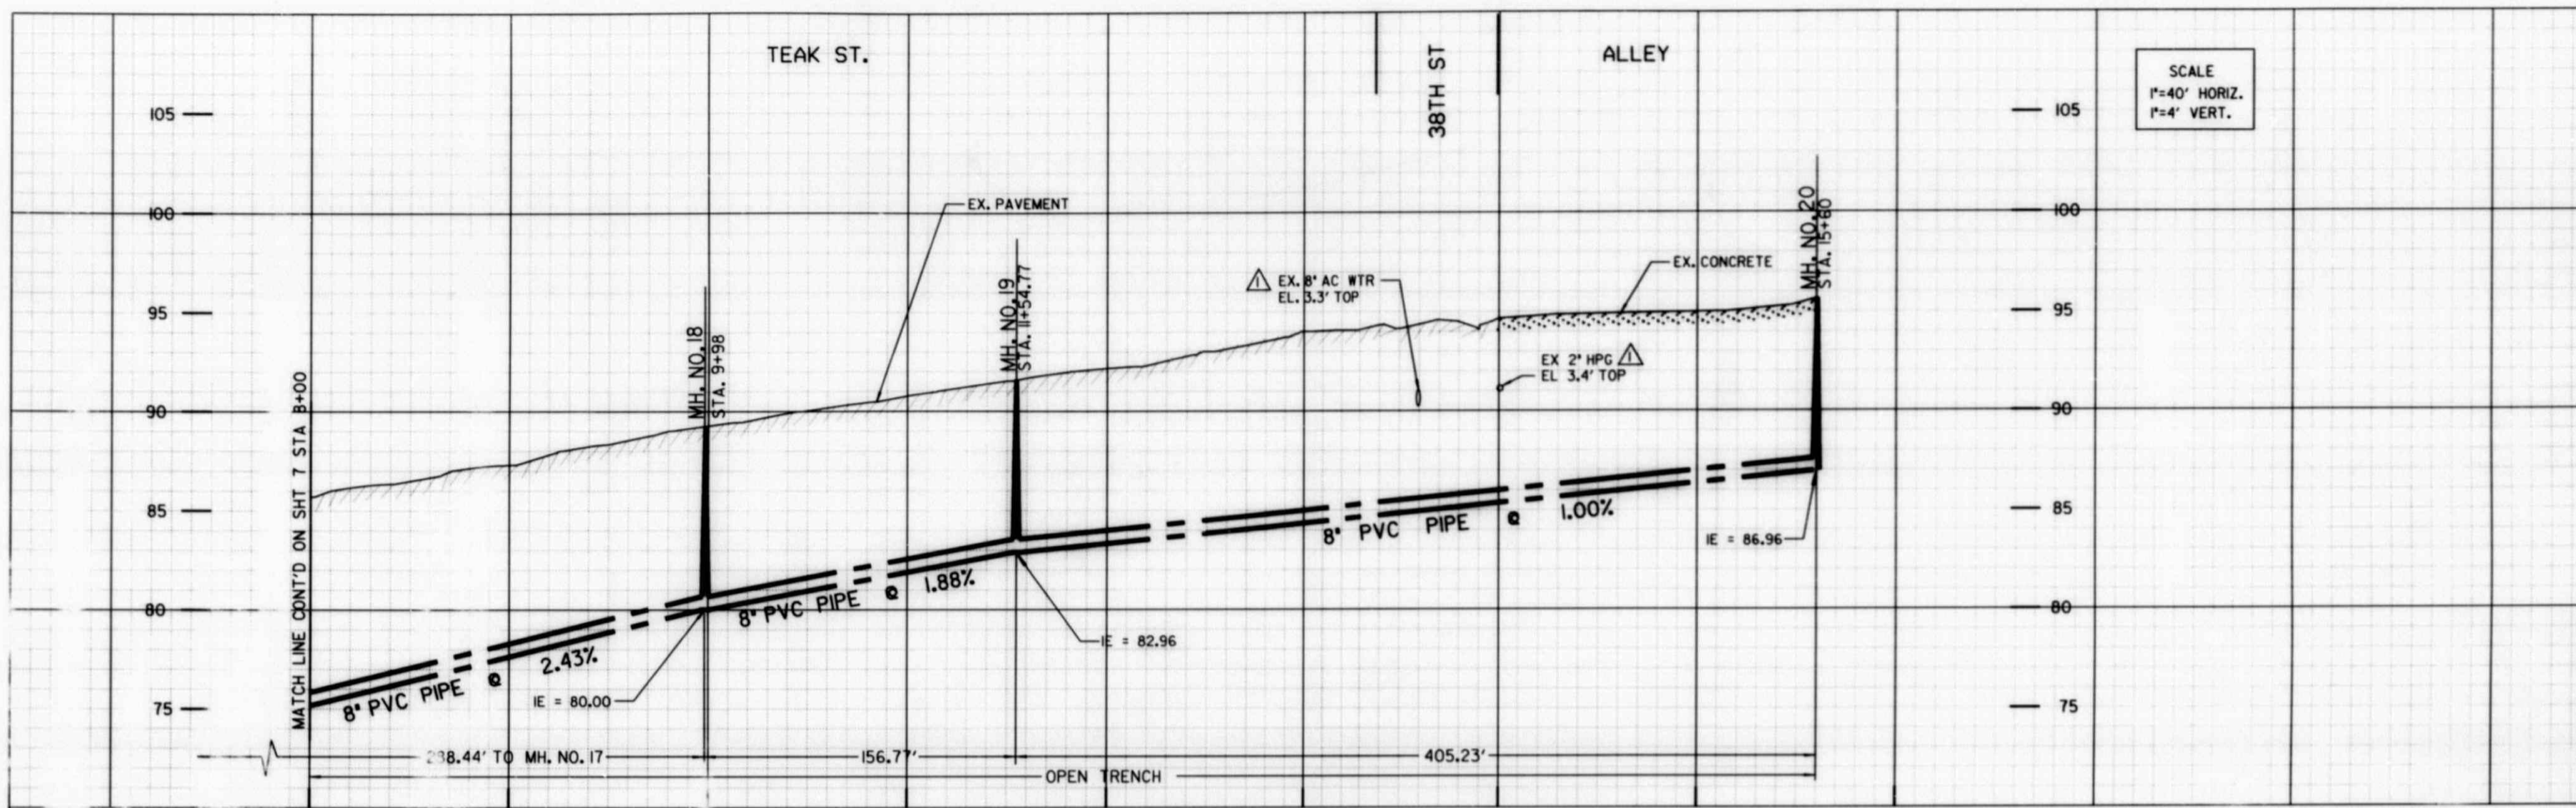 TEAK ST.
38TH ST
ALLEY
SCALE
1"=40' HORIZ.
1"=4' VERT.
105
105
100
100
EX. PAVEMENT
MH. NO. 20
STA. 15+60
EX. CONCRETE
1 EX. 8" AC WTR
EL. 3.3' TOP
95
95
MH. NO. 19
STA. 11+54.77
MH. NO. 18
STA. 9+98
EX 2" HPG 1
EL 3.4' TOP
MATCH LINE CONT'D ON SHT 7 STA 8+00
90
90
85
85
8" PVC PIPE @ 1.00%
IE = 86.96
80
80
8" PVC PIPE @ 1.88%
IE = 82.96
8" PVC PIPE @ 2.43%
IE = 80.00
75
75
TO MH. NO. 17
156.77'
405.23'
OPEN TRENCH